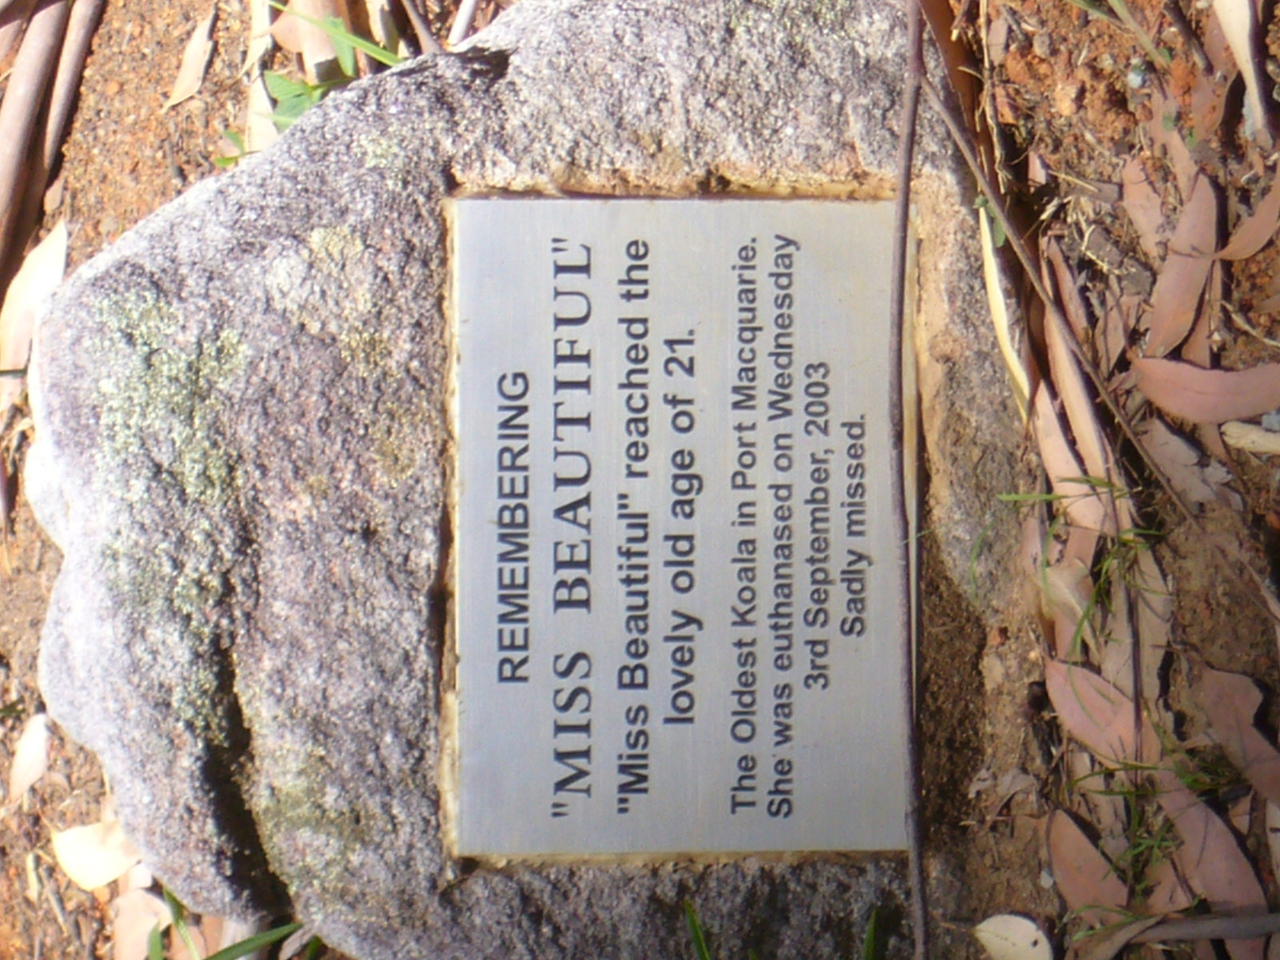 REMEMBERING
"MISS BEAUTIFUL"
"Miss Beautiful" reached the
lovely old age of 21.
The Oldest Koala in Port Macquarie.
She was euthanased on Wednesday
3rd September, 2003
Sadly missed.